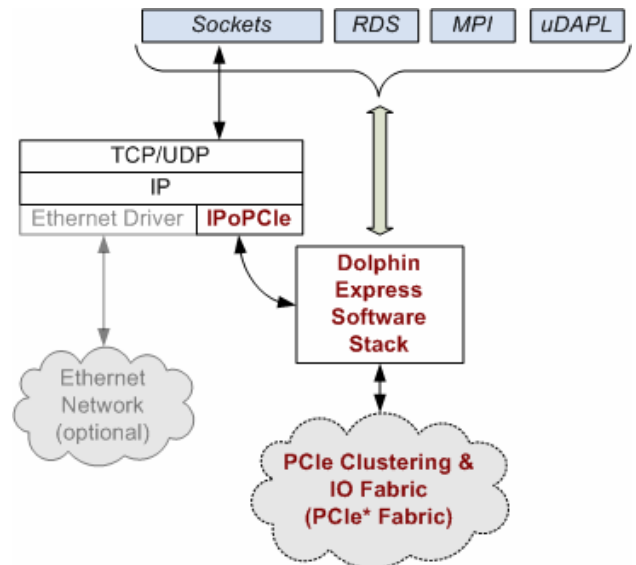 Sockets RDS MPI uDAPL
TCP/UDP
IP
Ethernet Driver IPoPCIe
Dolphin
Express
Software
Stack
Ethernet
Network
(optional)
PCIe Clustering &
IO Fabric
(PCIe* Fabric)